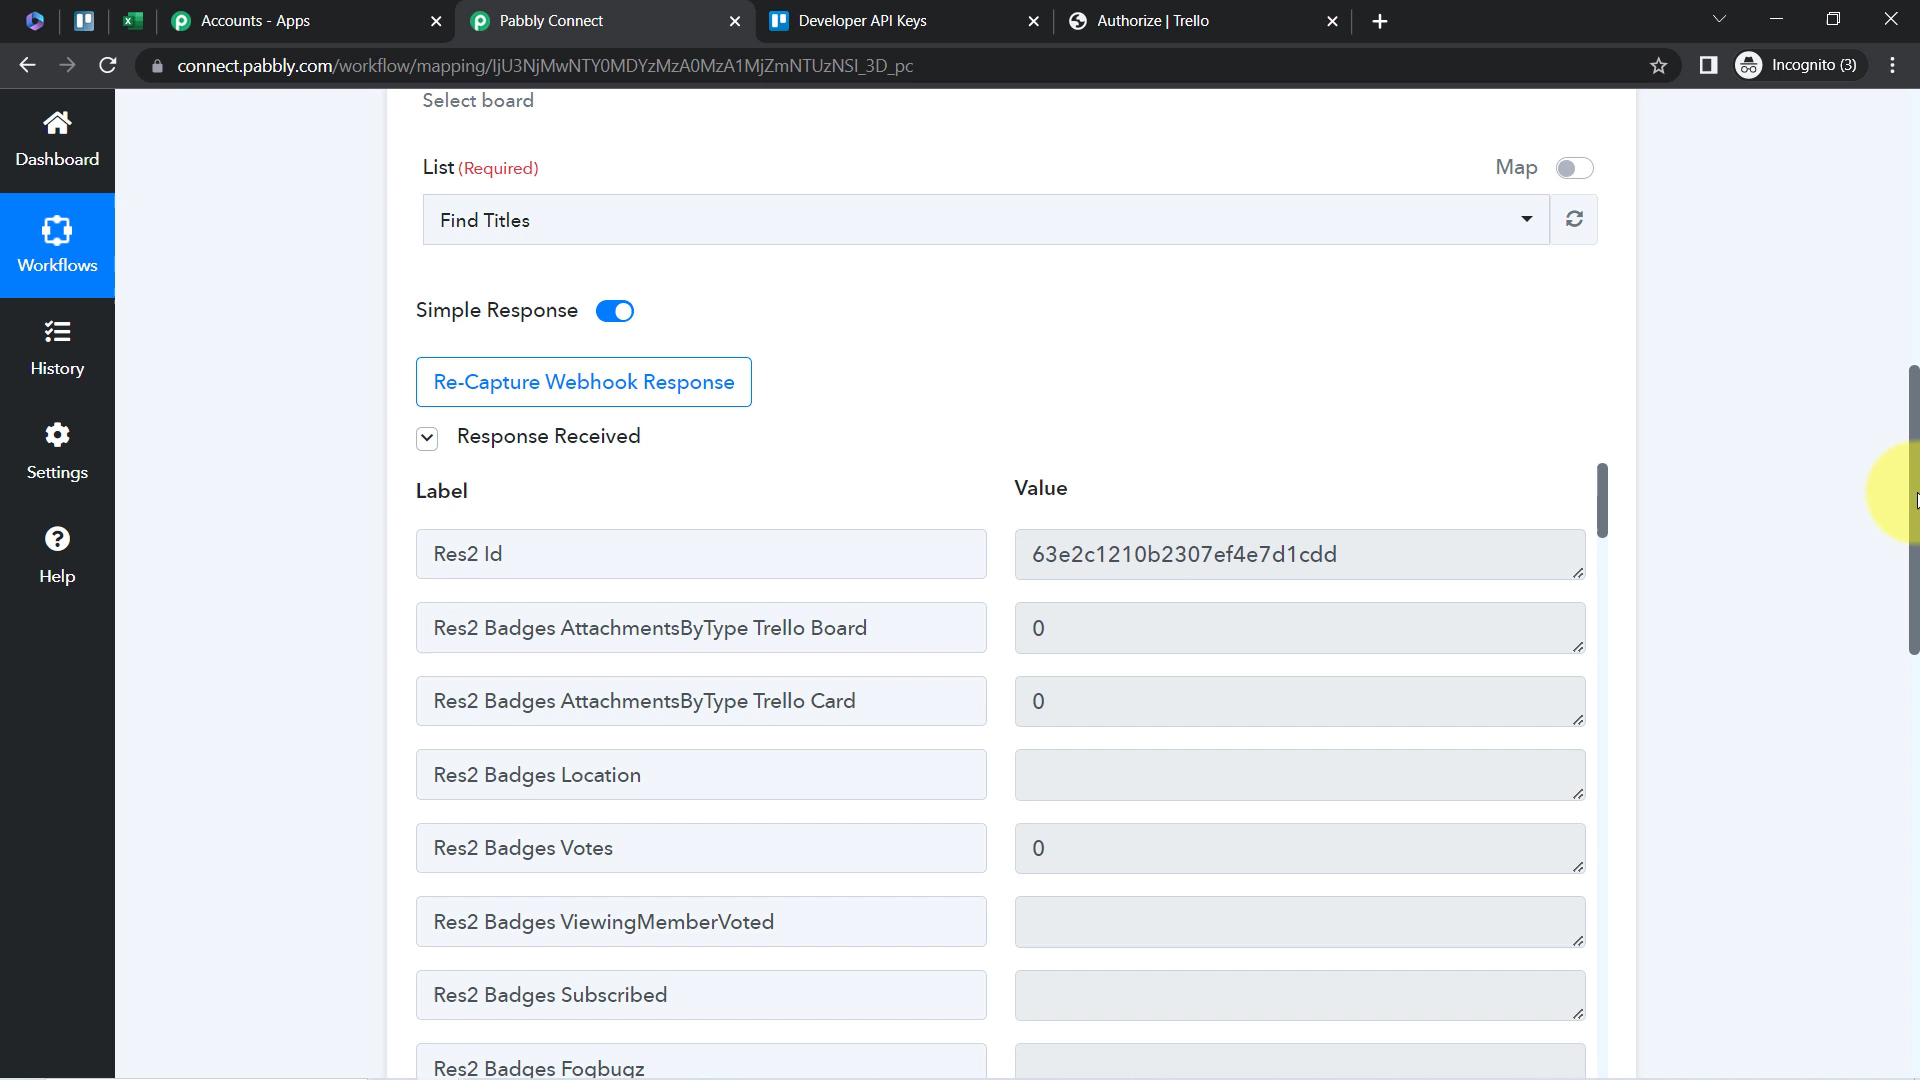 Accounts - Apps
Pabbly Connect
Developer API Keys
Authorize | Trello
connect.pabbly.com/workflow/mapping/IjU3NjMwNTY0MDYzMzA0MzA1MjZmNTUzNSI_3D_pc
Incognito (3)
Dashboard
Workflows
History
Settings
Help
Select board
List (Required)
Map
Find Titles
Simple Response
Re-Capture Webhook Response
Response Received
Label
Value
Res2 Id
63e2c1210b2307ef4e7d1cdd
Res2 Badges AttachmentsByType Trello Board
0
Res2 Badges AttachmentsByType Trello Card
0
Res2 Badges Location
Res2 Badges Votes
0
Res2 Badges ViewingMemberVoted
Res2 Badges Subscribed
Res2 Badges Fogbugz